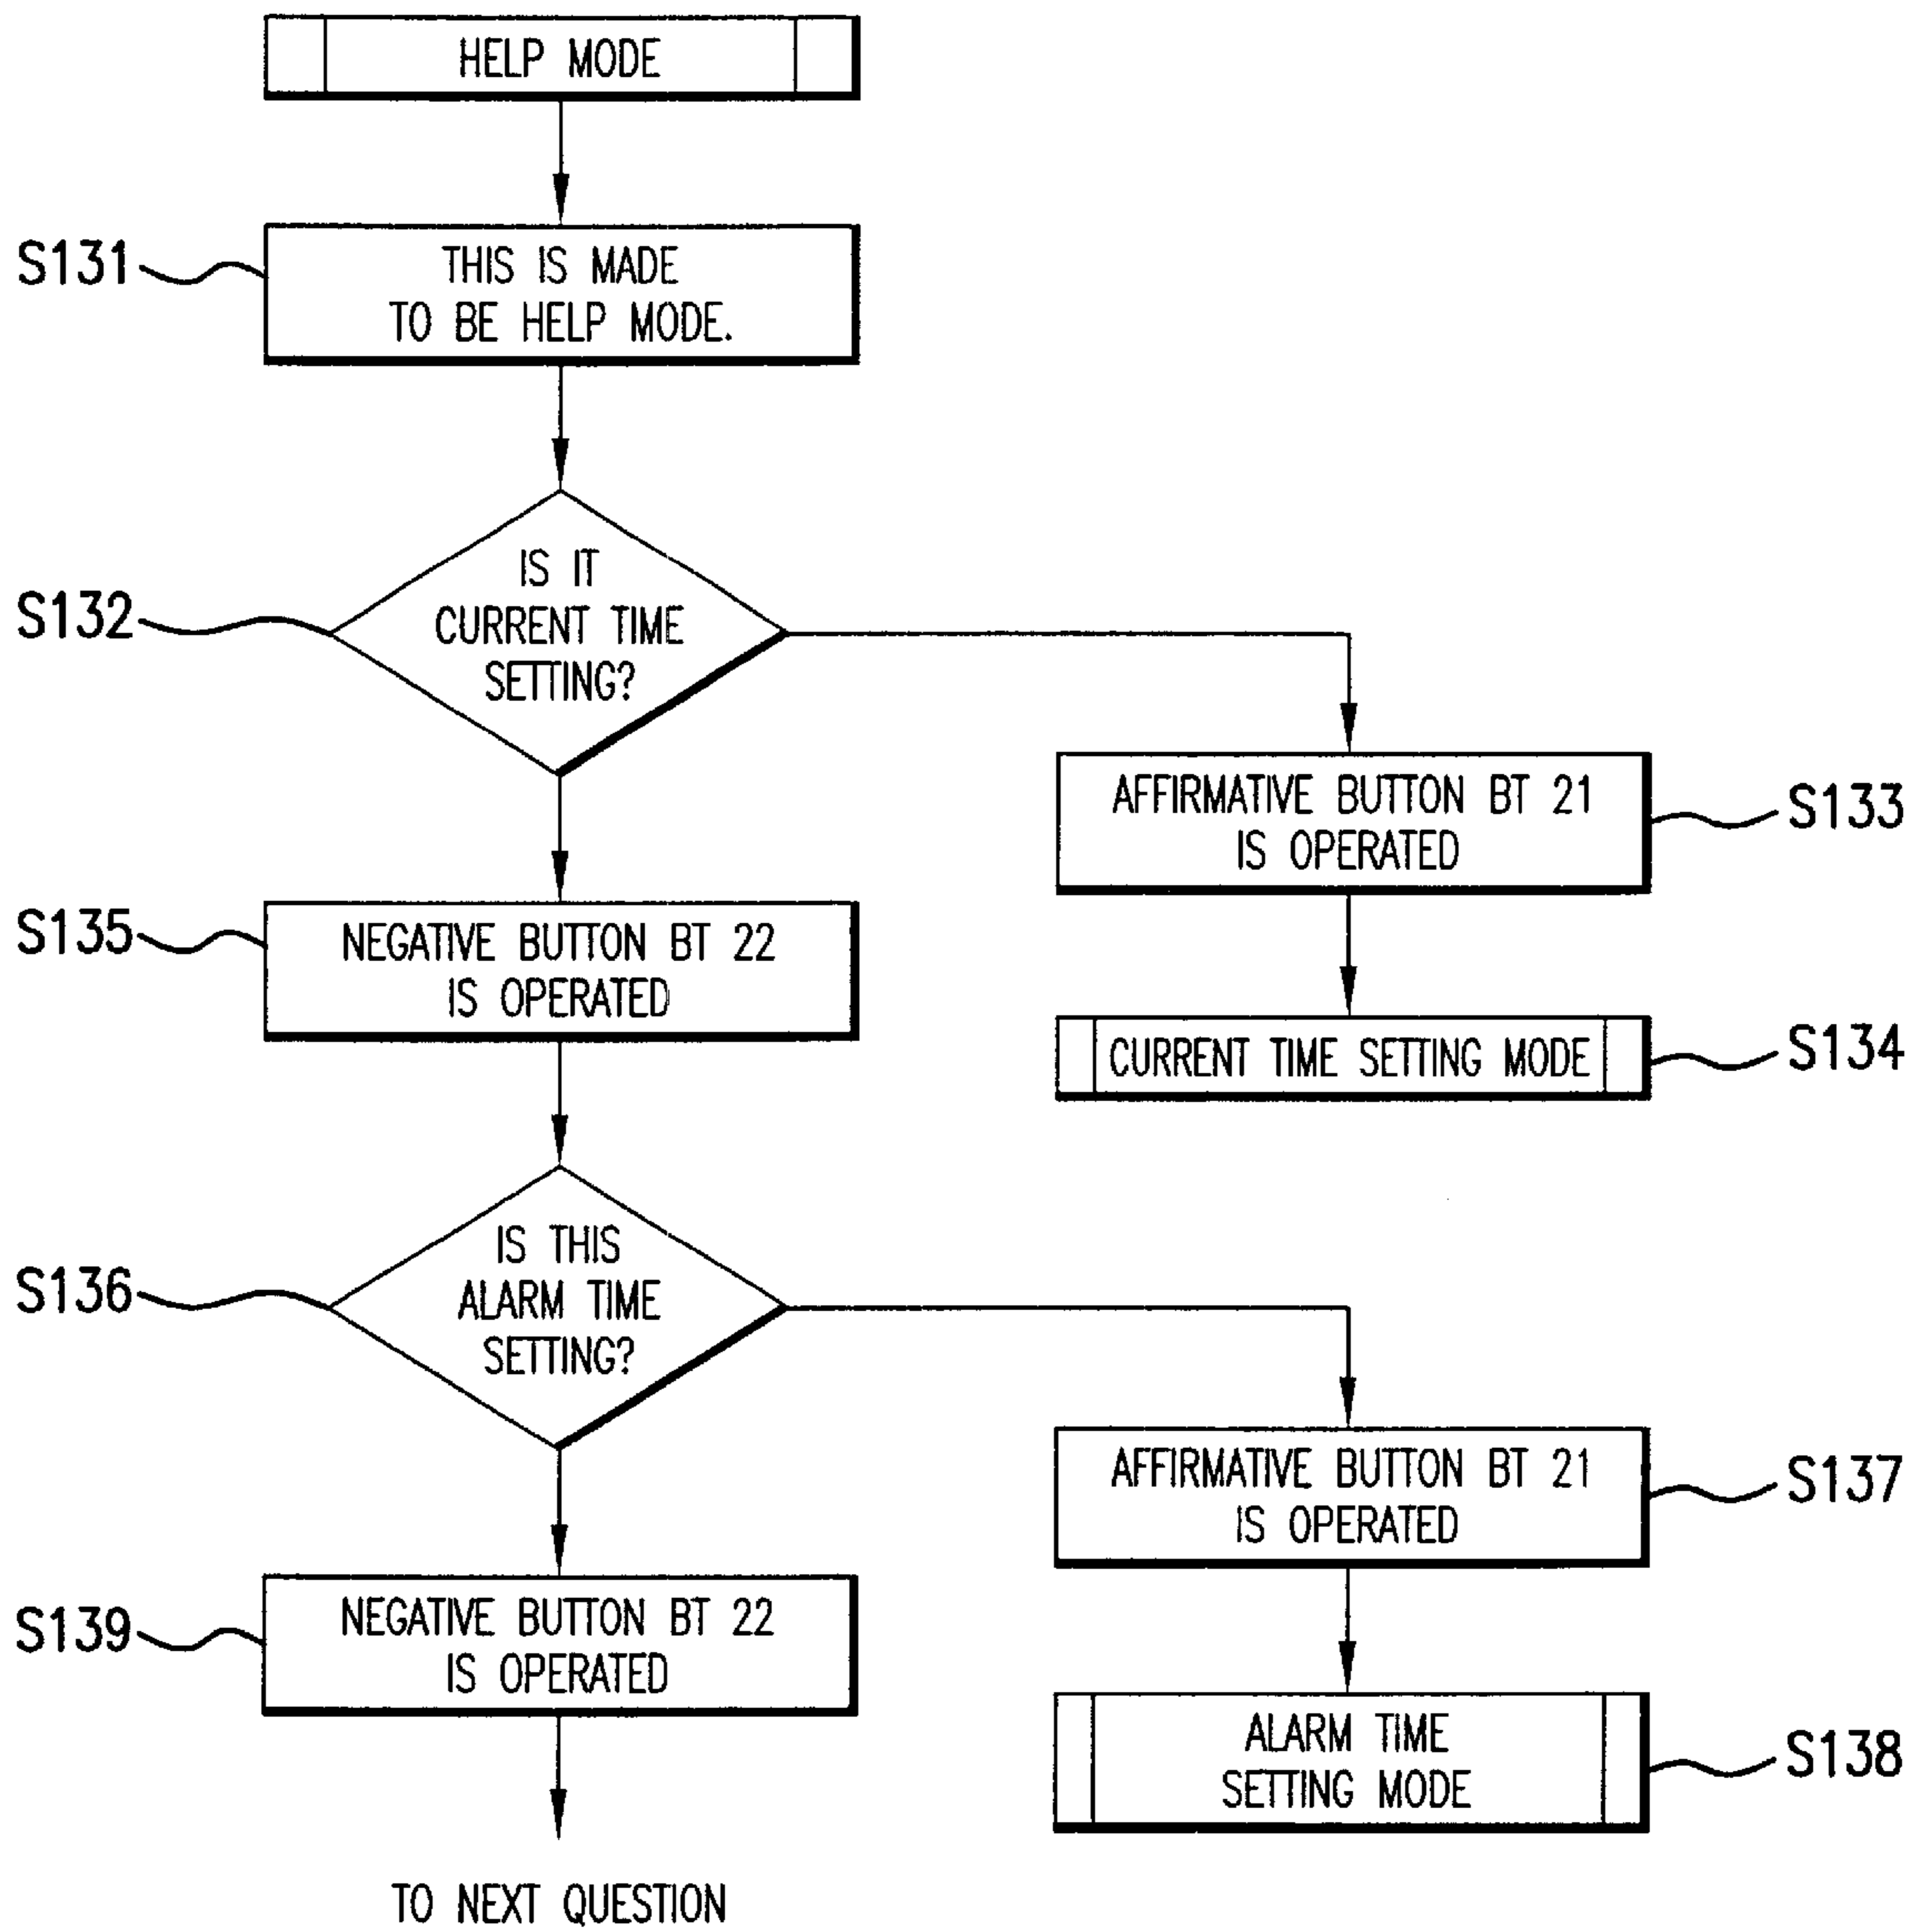 HELP MODE
S131
THIS IS MADE
TO BE HELP MODE.
S132
IS IT
CURRENT TIME
SETTING?
AFFIRMATIVE BUTTON BT 21
IS OPERATED
S133
S135
NEGATIVE BUTTON BT 22
IS OPERATED
CURRENT TIME SETTING MODE
S134
S136
IS THIS
ALARM TIME
SETTING?
AFFIRMATIVE BUTTON BT 21
IS OPERATED
S137
S139
NEGATIVE BUTTON BT 22
IS OPERATED
ALARM TIME
SETTING MODE
S138
TO NEXT QUESTION